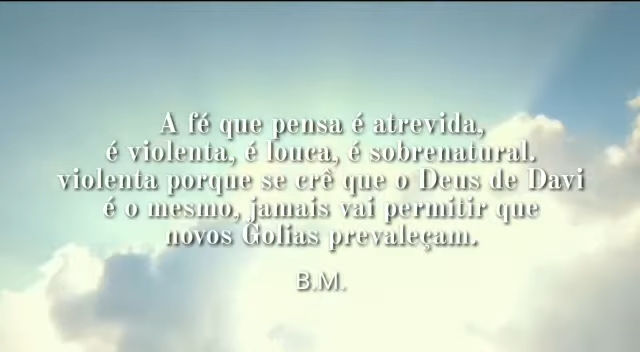 A fé que pensa é atrevida,
é violenta, é louca, é sobrenatural.
violenta porque se crê que o Deus de Davi
é o mesmo, jamais vai permitir que
novos Golias prevaleçam.
B.M.